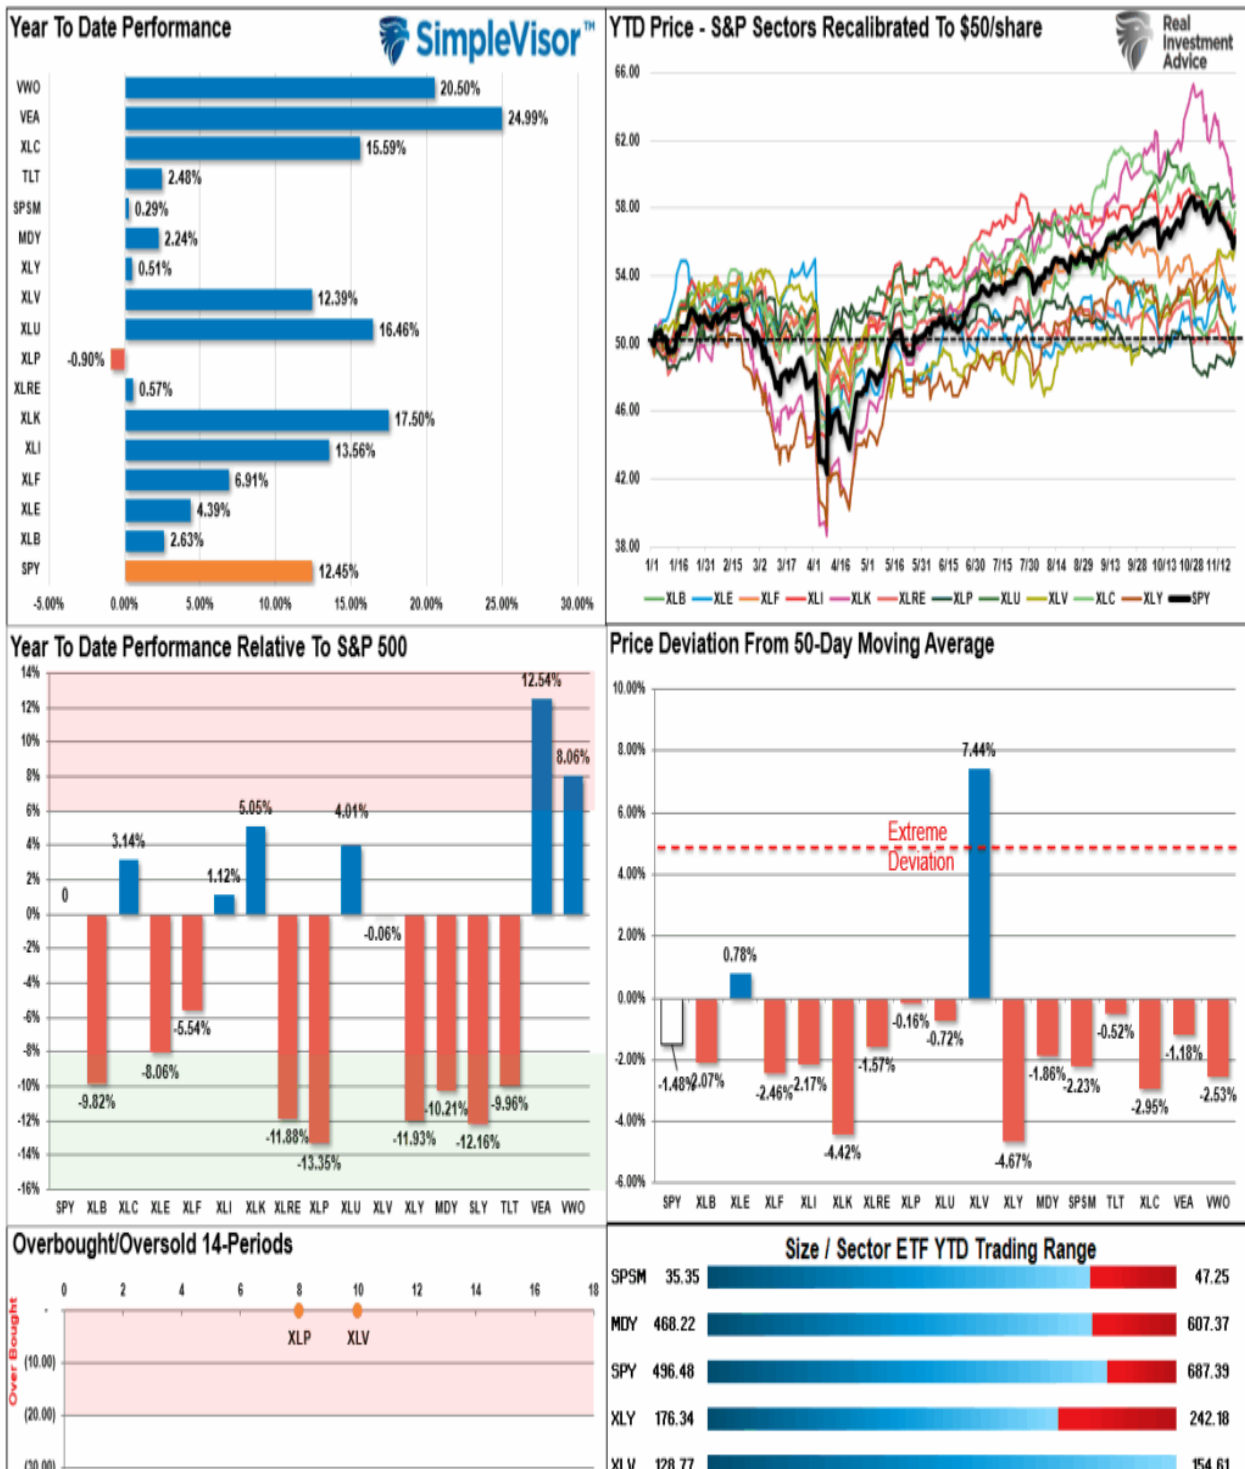 Year To Date Performance
SimpleVisor™
VWO 20.50%
VEA 24.99%
XLC 15.59%
TLT 2.48%
SPSM 0.29%
MDY 2.24%
XLY 0.51%
XLV 12.39%
XLU 16.46%
XLP -0.90%
XLRE 0.57%
XLK 17.50%
XLI 13.56%
XLF 6.91%
XLE 4.39%
XLB 2.63%
SPY 12.45%
-5.00% 0.00% 5.00% 10.00% 15.00% 20.00% 25.00% 30.00%
YTD Price - S&P Sectors Recalibrated To $50/share
Real
Investment
Advice
66.00
62.00
58.00
54.00
50.00
46.00
42.00
38.00
1/1 1/16 1/31 2/15 3/2 3/17 4/1 4/16 5/1 5/16 5/31 6/15 6/30 7/15 7/30 8/14 8/29 9/13 9/28 10/13 10/28 11/12
XLB XLE XLF XLI XLK XLRE XLP XLU XLV XLC XLY SPY
Year To Date Performance Relative To S&P 500
14%
12%
10%
8%
6%
4%
2%
0%
-2%
-4%
-6%
-8%
-10%
-12%
-14%
-16%
0
-9.82%
3.14%
-8.06%
-5.54%
1.12%
5.05%
-11.88%
-13.35%
4.01%
-0.06%
-11.93%
-10.21%
-12.16%
-9.96%
12.54%
8.06%
SPY XLB XLC XLE XLF XLI XLK XLRE XLP XLU XLV XLY MDY SLY TLT VEA VWO
Price Deviation From 50-Day Moving Average
10.00%
8.00%
6.00%
4.00%
2.00%
0.00%
-2.00%
-4.00%
-6.00%
Extreme
Deviation
-1.48%
-2.07%
0.78%
-2.46%
-2.17%
-4.42%
-1.57%
-0.16%
-0.72%
7.44%
-4.67%
-1.86%
-2.23%
-0.52%
-2.95%
-1.18%
-2.53%
SPY XLB XLE XLF XLI XLK XLRE XLP XLU XLV XLY MDY SPSM TLT XLC VEA VWO
Overbought/Oversold 14-Periods
0 2 4 6 8 10 12 14 16 18
-
XLP XLV
Over Bought
(10.00)
(20.00)
(30.00)
Size / Sector ETF YTD Trading Range
SPSM 35.35 47.25
MDY 468.22 607.37
SPY 496.48 687.39
XLY 176.34 242.18
XLV 128.77 154.61